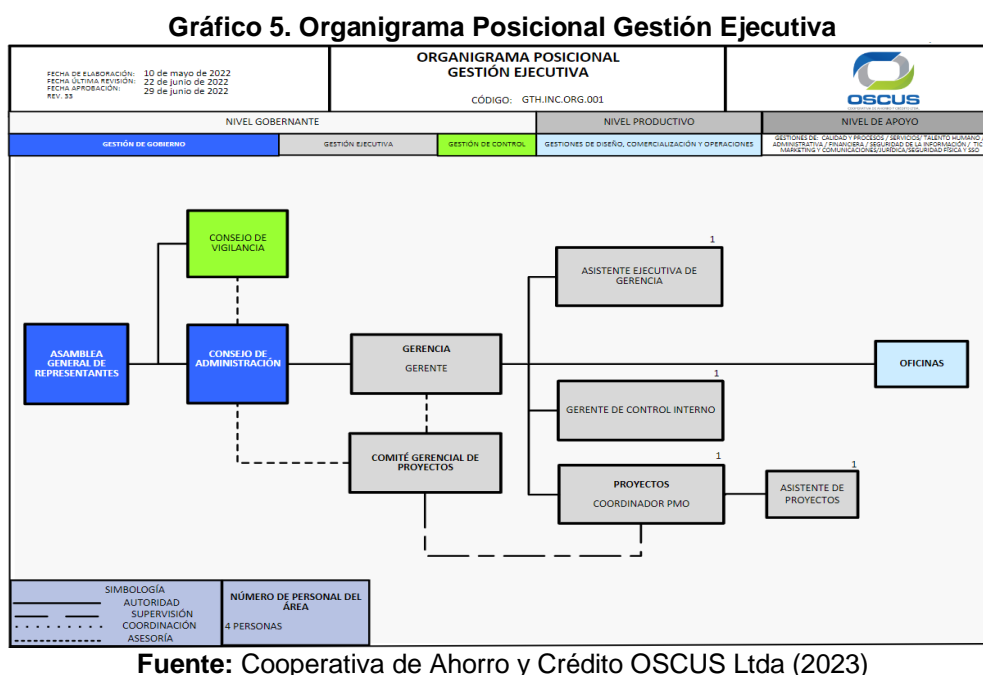 Gráfico 5. Organigrama Posicional Gestión Ejecutiva
FECHA DE ELABORACIÓN: 10 de mayo de 2022
FECHA ÚLTIMA REVISIÓN: 22 de junio de 2022
FECHA APROBACIÓN: 29 de junio de 2022
REV. 33
ORGANIGRAMA POSICIONAL
GESTIÓN EJECUTIVA
CÓDIGO: GTH.INC.ORG.001
OSCUS
NIVEL GOBERNANTE
NIVEL PRODUCTIVO
NIVEL DE APOYO
GESTIÓN DE GOBIERNO
GESTIÓN EJECUTIVA
GESTIÓN DE CONTROL
GESTIONES DE DISEÑO, COMERCIALIZACIÓN Y OPERACIONES
GESTIONES DE: CALIDAD Y PROCESOS / SERVICIOS/ TALENTO HUMANO /
ADMINISTRATIVA / FINANCIERA / SEGURIDAD DE LA INFORMACIÓN / TIC
MARKETING Y COMUNICACIONES/JURÍDICA/SEGURIDAD FÍSICA Y SSO
CONSEJO DE
VIGILANCIA
1
ASISTENTE EJECUTIVA DE
GERENCIA
ASAMBLEA
GENERAL DE
REPRESENTANTES
CONSEJO DE
ADMINISTRACIÓN
GERENCIA
GERENTE
OFICINAS
1
GERENTE DE CONTROL INTERNO
COMITÉ GERENCIAL DE
PROYECTOS
1
PROYECTOS
COORDINADOR PMO
1
ASISTENTE DE
PROYECTOS
SIMBOLOGÍA
AUTORIDAD
SUPERVISIÓN
COORDINACIÓN
ASESORÍA
NÚMERO DE PERSONAL DEL
ÁREA
4 PERSONAS
Fuente: Cooperativa de Ahorro y Crédito OSCUS Ltda (2023)